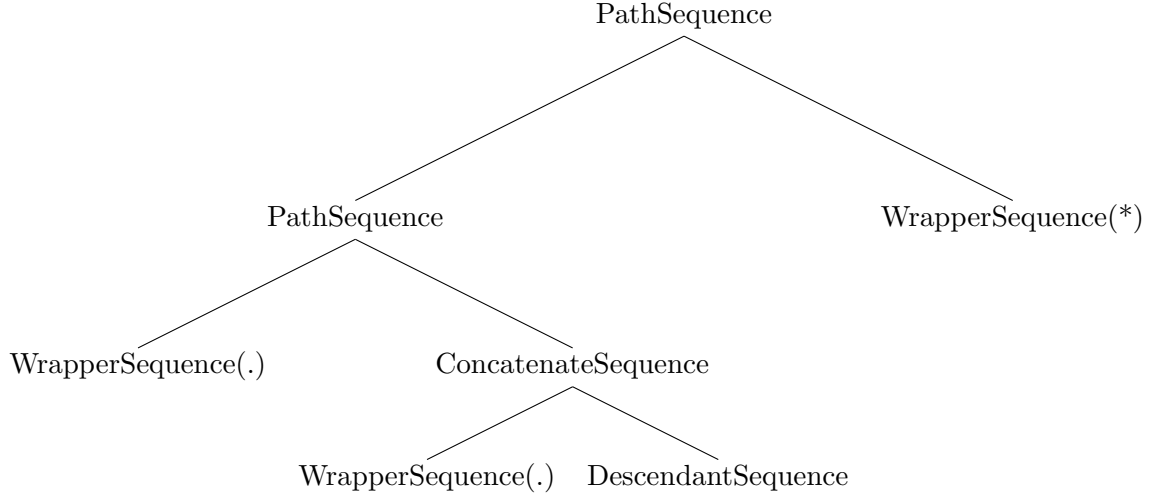 PathSequence
PathSequence WrapperSequence(*)
WrapperSequence(.) ConcatenateSequence
WrapperSequence(.) DescendantSequence